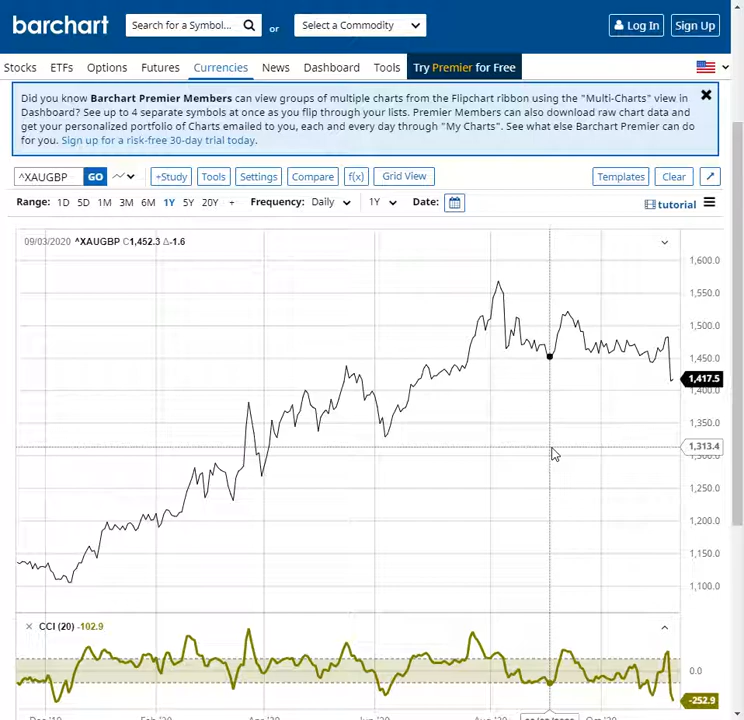 barchart
Search for a Symbol...
or
Select a Commodity
Log In
Sign Up
Stocks ETFs Options Futures Currencies News Dashboard Tools Try Premier for Free
Did you know Barchart Premier Members can view groups of multiple charts from the Flipchart ribbon using the "Multi-Charts" view in
Dashboard? See up to 4 separate symbols at once as you flip through your lists. Premier Members can also download raw chart data and
get your personalized portfolio of Charts emailed to you, each and every day through "My Charts". See what else Barchart Premier can do
for you. Sign up for a risk-free 30-day trial today.
^XAUGBP GO +Study Tools Settings Compare f(x) Grid View Templates Clear
Range: 1D 5D 1M 3M 6M 1Y 5Y 20Y + Frequency: Daily 1Y Date: tutorial
09/03/2020 ^XAUGBP C1,452.3 Δ-1.6
1,600.0
1,550.0
1,500.0
1,450.0
1,417.5
1,400.0
1,350.0
1,313.4
1,300.0
1,250.0
1,200.0
1,150.0
1,100.0
CCI (20) -102.9
0.0
-252.9